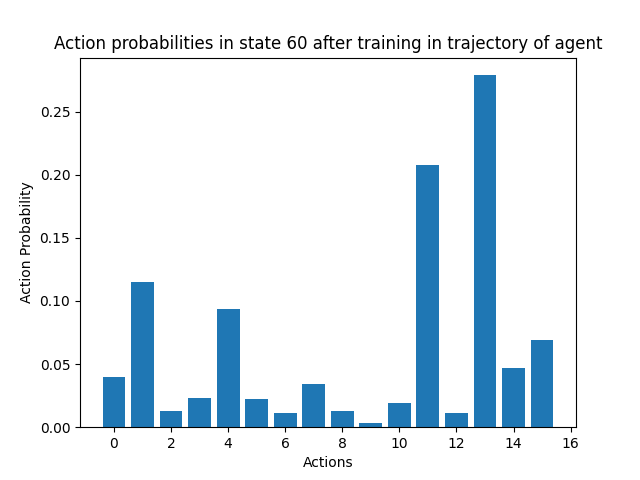 Action probabilities in state 60 after training in trajectory of agent
0.25
0.20
0.15
0.10
0.05
0.00
Action Probability
0 2 4 6 8 10 12 14 16
Actions